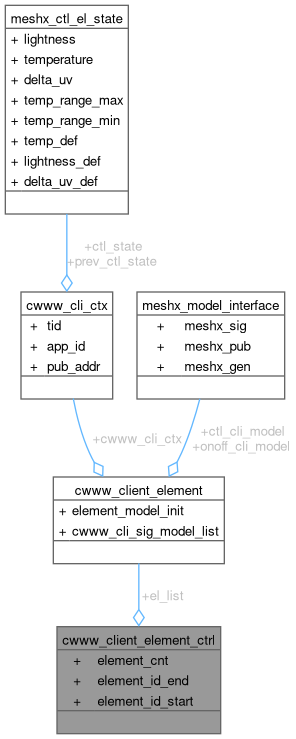 meshx_ctl_el_state
+ lightness
+ temperature
+ delta_uv
+ temp_range_max
+ temp_range_min
+ temp_def
+ lightness_def
+ delta_uv_def
+ctl_state
+prev_ctl_state
cwww_cli_ctx
+ tid
+ app_id
+ pub_addr
meshx_model_interface
+ meshx_sig
+ meshx_pub
+ meshx_gen
+cwww_cli_ctx
+ctl_cli_model
+onoff_cli_model
cwww_client_element
+ element_model_init
+ cwww_cli_sig_model_list
+el_list
cwww_client_element_ctrl
+ element_cnt
+ element_id_end
+ element_id_start